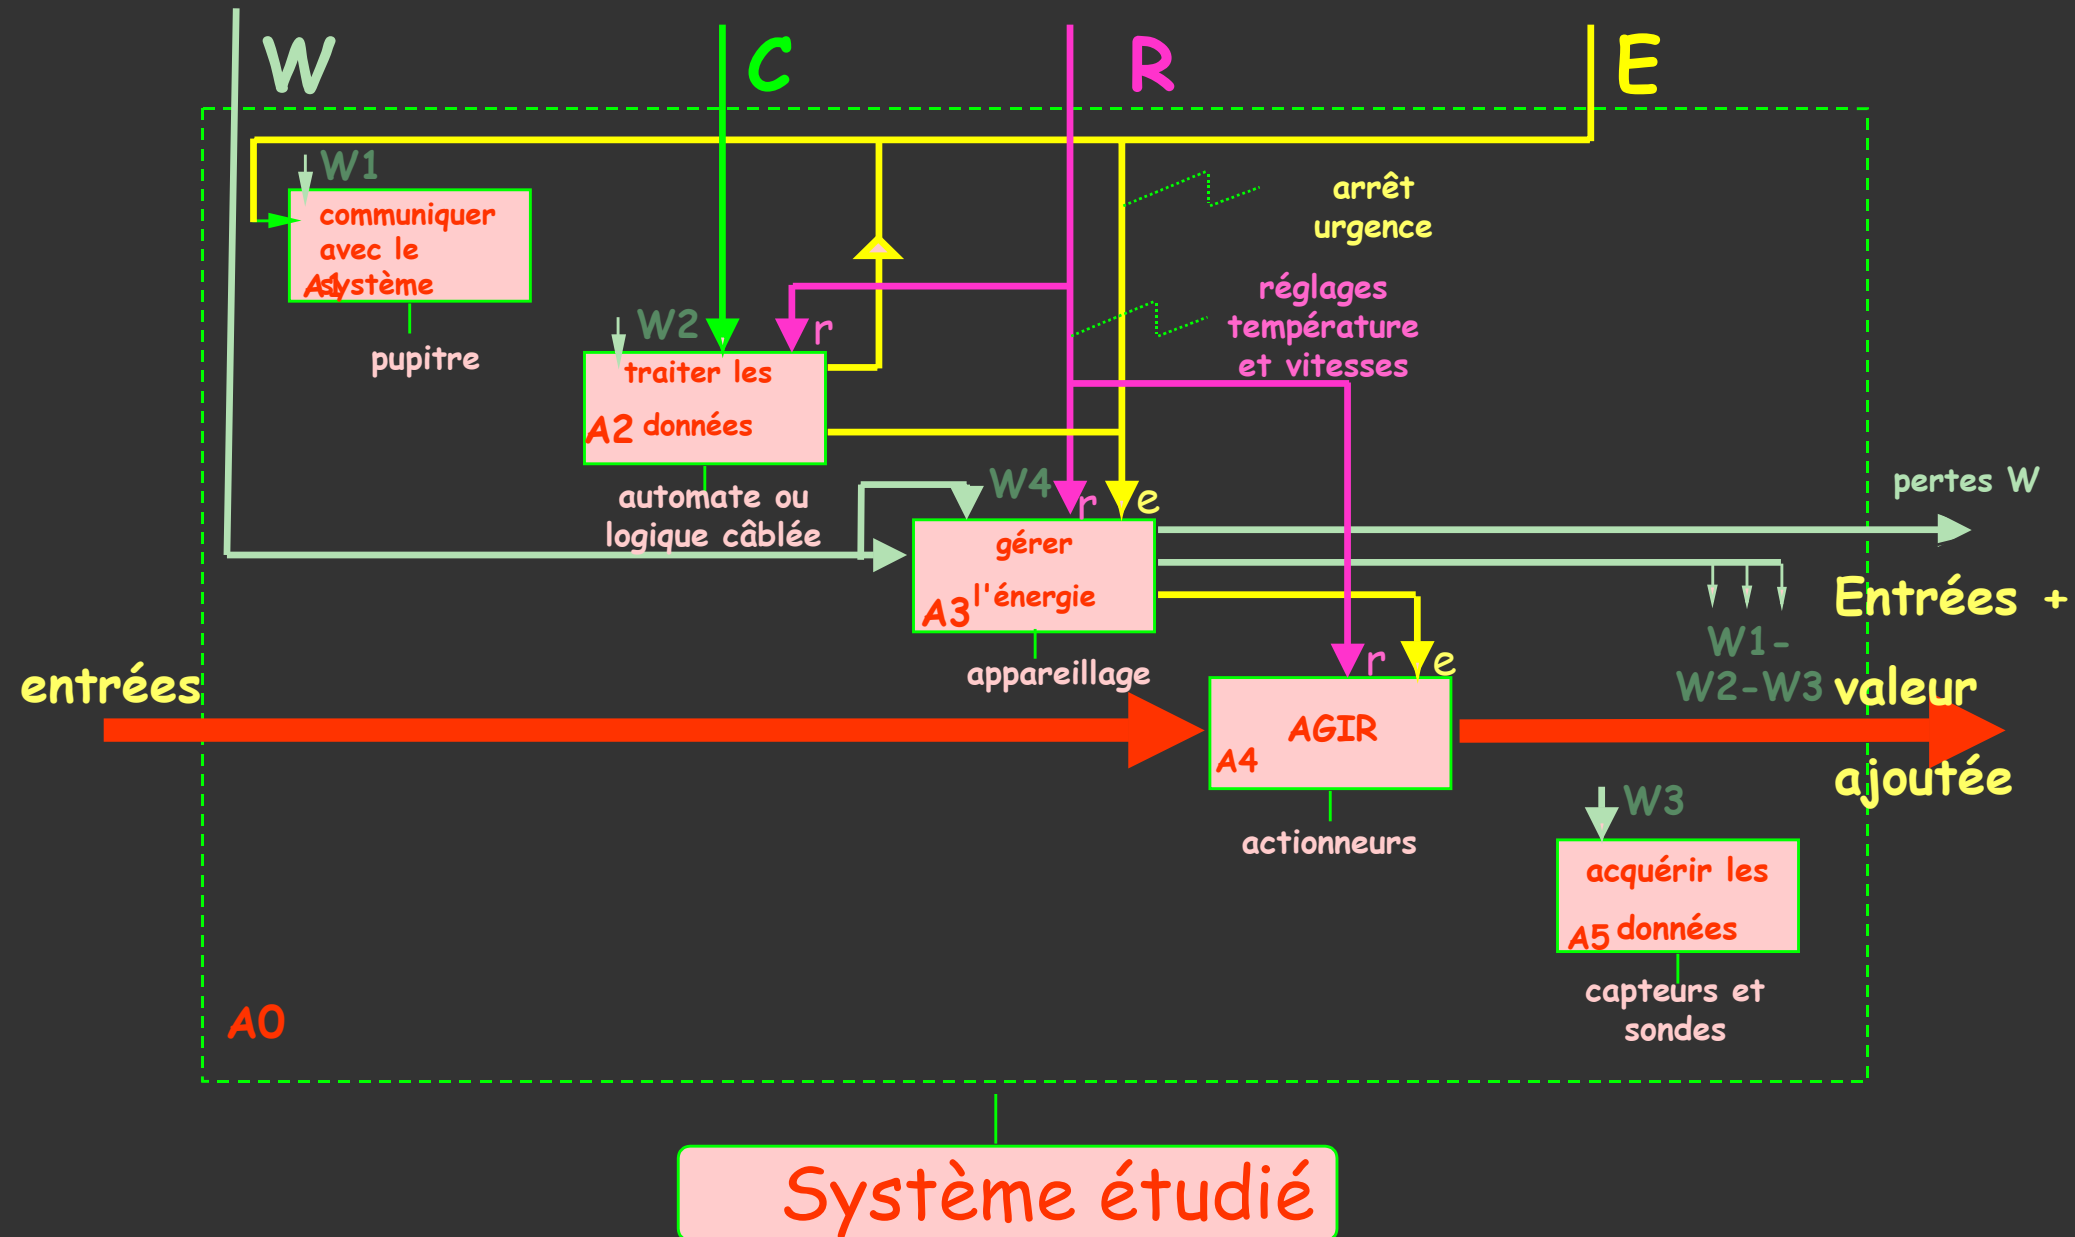 W
C
R
E
W1
communiquer
avec le
système
A1
pupitre
arrêt
urgence
réglages
température
et vitesses
W2
r
traiter les
données
A2
automate ou
logique câblée
W4
r
e
gérer
l'énergie
A3
appareillage
pertes W
Entrées +
valeur
ajoutée
W1-
W2-W3
entrées
r
e
AGIR
A4
actionneurs
W3
acquérir les
données
A5
capteurs et
sondes
A0
Système étudié